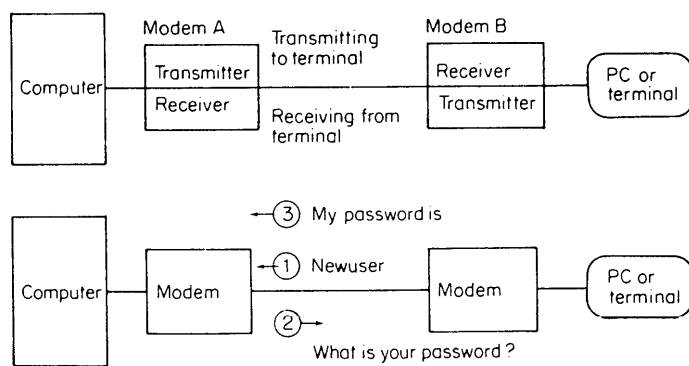 Modem A
Modem B
Transmitting
to terminal
Computer
Transmitter
Receiver
Receiving from
terminal
Receiver
Transmitter
PC or
terminal
3 My password is
1 Newuser
Computer
Modem
Modem
PC or
terminal
2
What is your password?